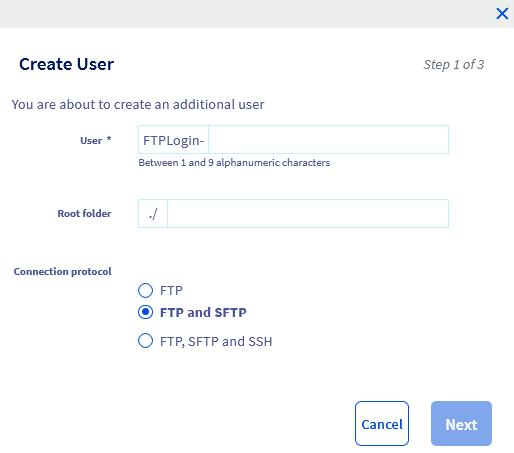 Create User
Step 1 of 3
You are about to create an additional user
User *
FTPLogin-
Between 1 and 9 alphanumeric characters
Root folder
./
Connection protocol
FTP
FTP and SFTP
FTP, SFTP and SSH
Cancel
Next